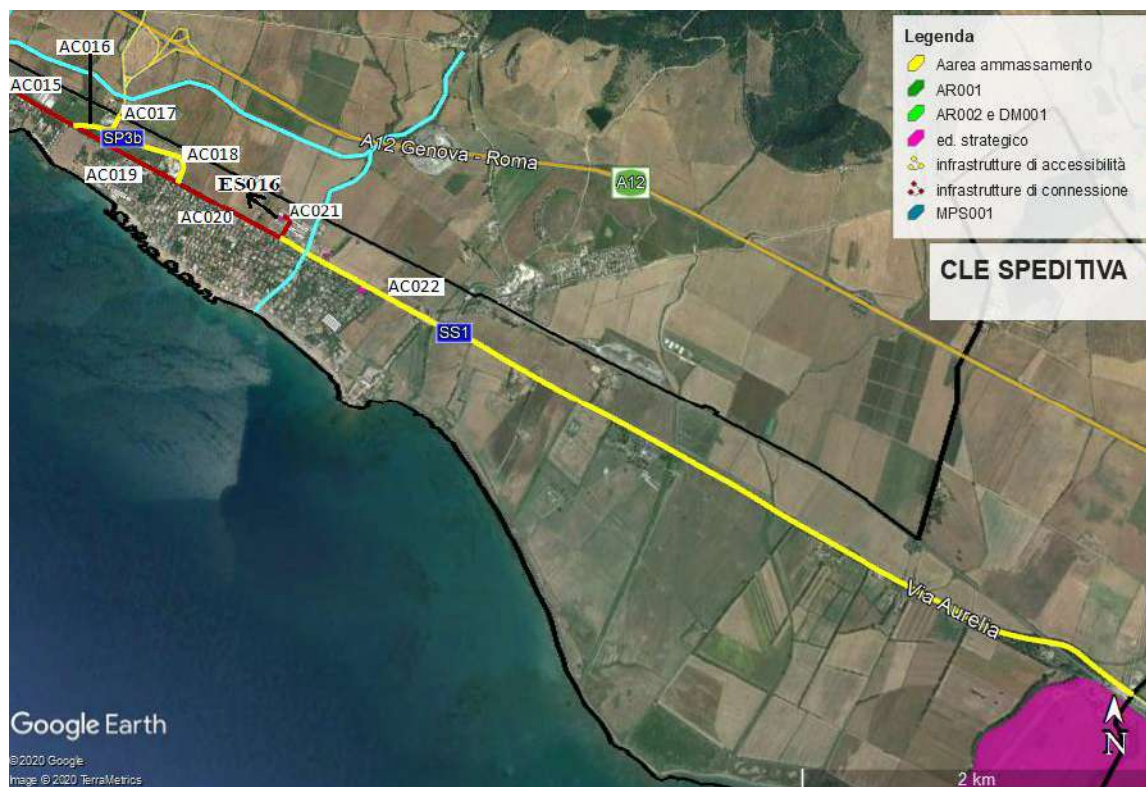 AC016
AC015
AC017
SP3b
AC018
AC019
ES016
AC020
AC021
AC022
SS1
A12 Genova - Roma
A12
Via Aurelia
Legenda
Aarea ammassamento
AR001
AR002 e DM001
ed. strategico
infrastrutture di accessibilità
infrastrutture di connessione
MPS001
CLE SPEDITIVA
Google Earth
©2020 Google
Image © 2020 TerraMetrics
N
2 km